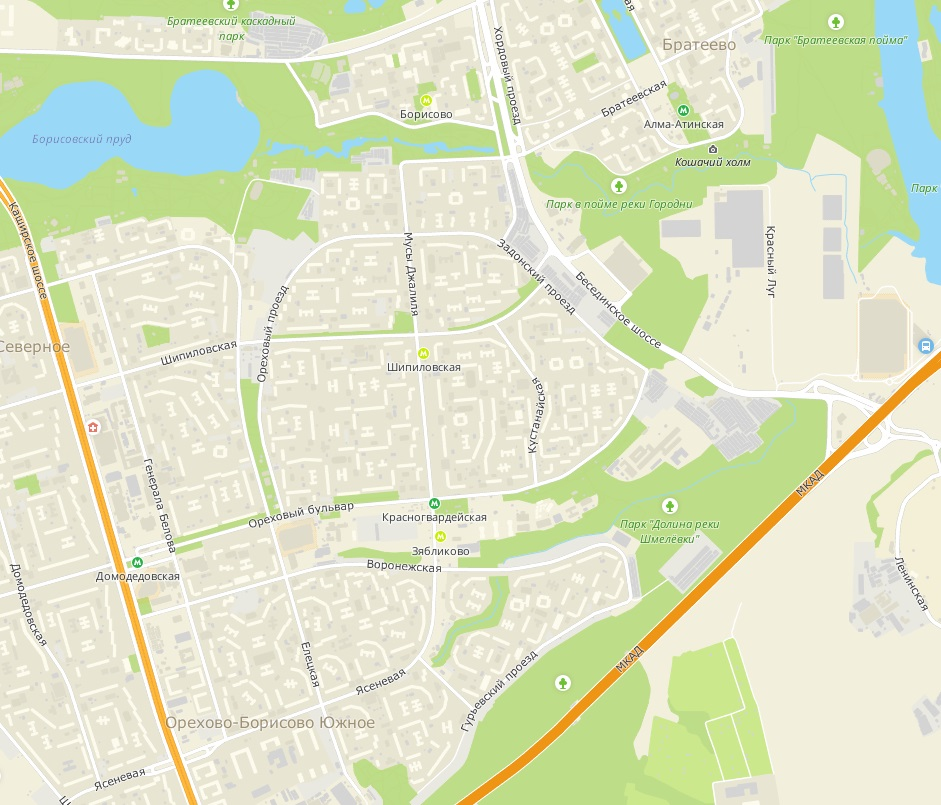 Братеевский каскадный
парк
Хордовый проезд
Братеево
Парк "Братеевская пойма"
Братеевская
Борисово
Алма-Атинская
Борисовский пруд
Кошачий холм
Парк
Парк в пойме реки Городни
Каширское шоссе
Мусы Джалиля
Задонский проезд
Красный Луг
Ореховый проезд
Бесединское шоссе
Северное
Шипиловская
Шипиловская
Кустанайская
Генерала Белова
МКАД
Ореховый бульвар
Красногвардейская
Парк "Долина реки
Шмелёвки"
Зябликово
Домодедовская
Воронежская
Домодедовская
Ленинская
Елецкая
МКАД
Ясеневая
Гурьевский проезд
Орехово-Борисово Южное
Ясеневая